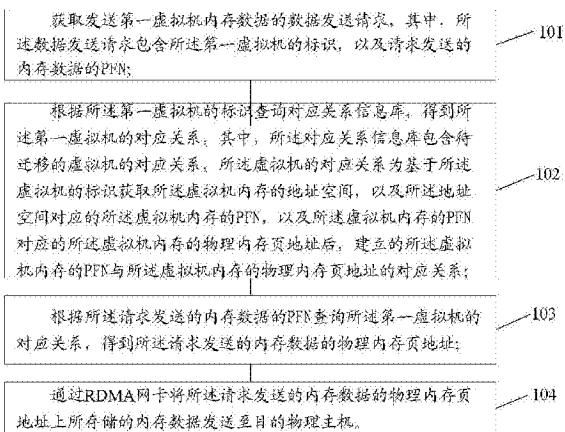 获取发送第一虚拟机内存数据的数据发送请求，其中，所
述数据发送请求包含所述第一虚拟机的标识，以及请求发送的
内存数据的PFN;
101
根据所述第一虚拟机的标识查询对应关系信息库，得到所
述第一虚拟机的对应关系；其中，所述对应关系信息库包含待
迁移的虚拟机的对应关系，所述虚拟机的对应关系为基于所述
虚拟机的标识获取所述虚拟机内存的地址空间，以及所述地址
空间对应的所述虚拟机内存的PFN，以及所述虚拟机内存的PFN
对应的所述虚拟机内存的物理内存页地址后，建立的所述虚拟
机内存的PFN与所述虚拟机内存的物理内存页地址的对应关系;
102
根据所述请求发送的内存数据的PFN查询所述第一虚拟机的
对应关系，得到所述请求发送的内存数据的物理内存页地址;
103
通过RDMA网卡将所述请求发送的内存数据的物理内存页
地址上所存储的内存数据发送至目的物理主机。
104